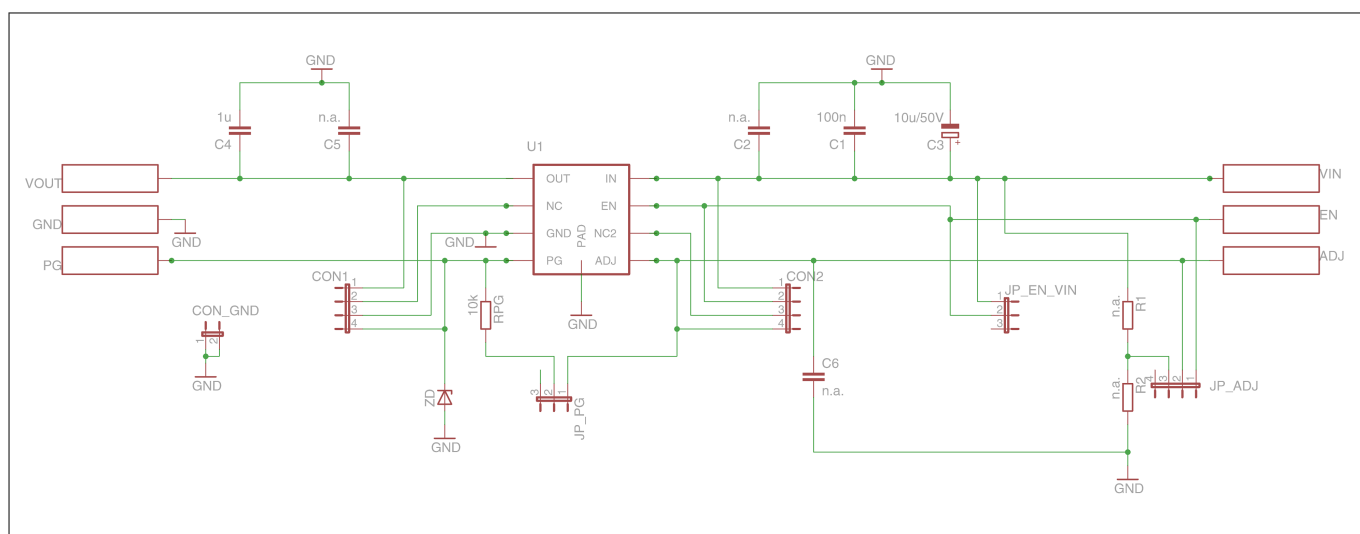 GND
GND
1u
n.a.
C4
C5
n.a.
100n
10u/50V
C2
C1
C3
+
U1
VOUT
OUT
IN
VIN
NC
EN
EN
GND
GND
GND
GND
NC2
PAD
PG
PG
ADJ
ADJ
CON1
1
2
3
4
CON2
1
2
3
4
JP_EN_VIN
1
2
3
CON_GND
1
2
GND
10k
RPG
GND
n.a.
R1
C6
n.a.
n.a.
R2
4
3
2
1
JP_ADJ
ZD
3
2
1
JP_PG
GND
GND